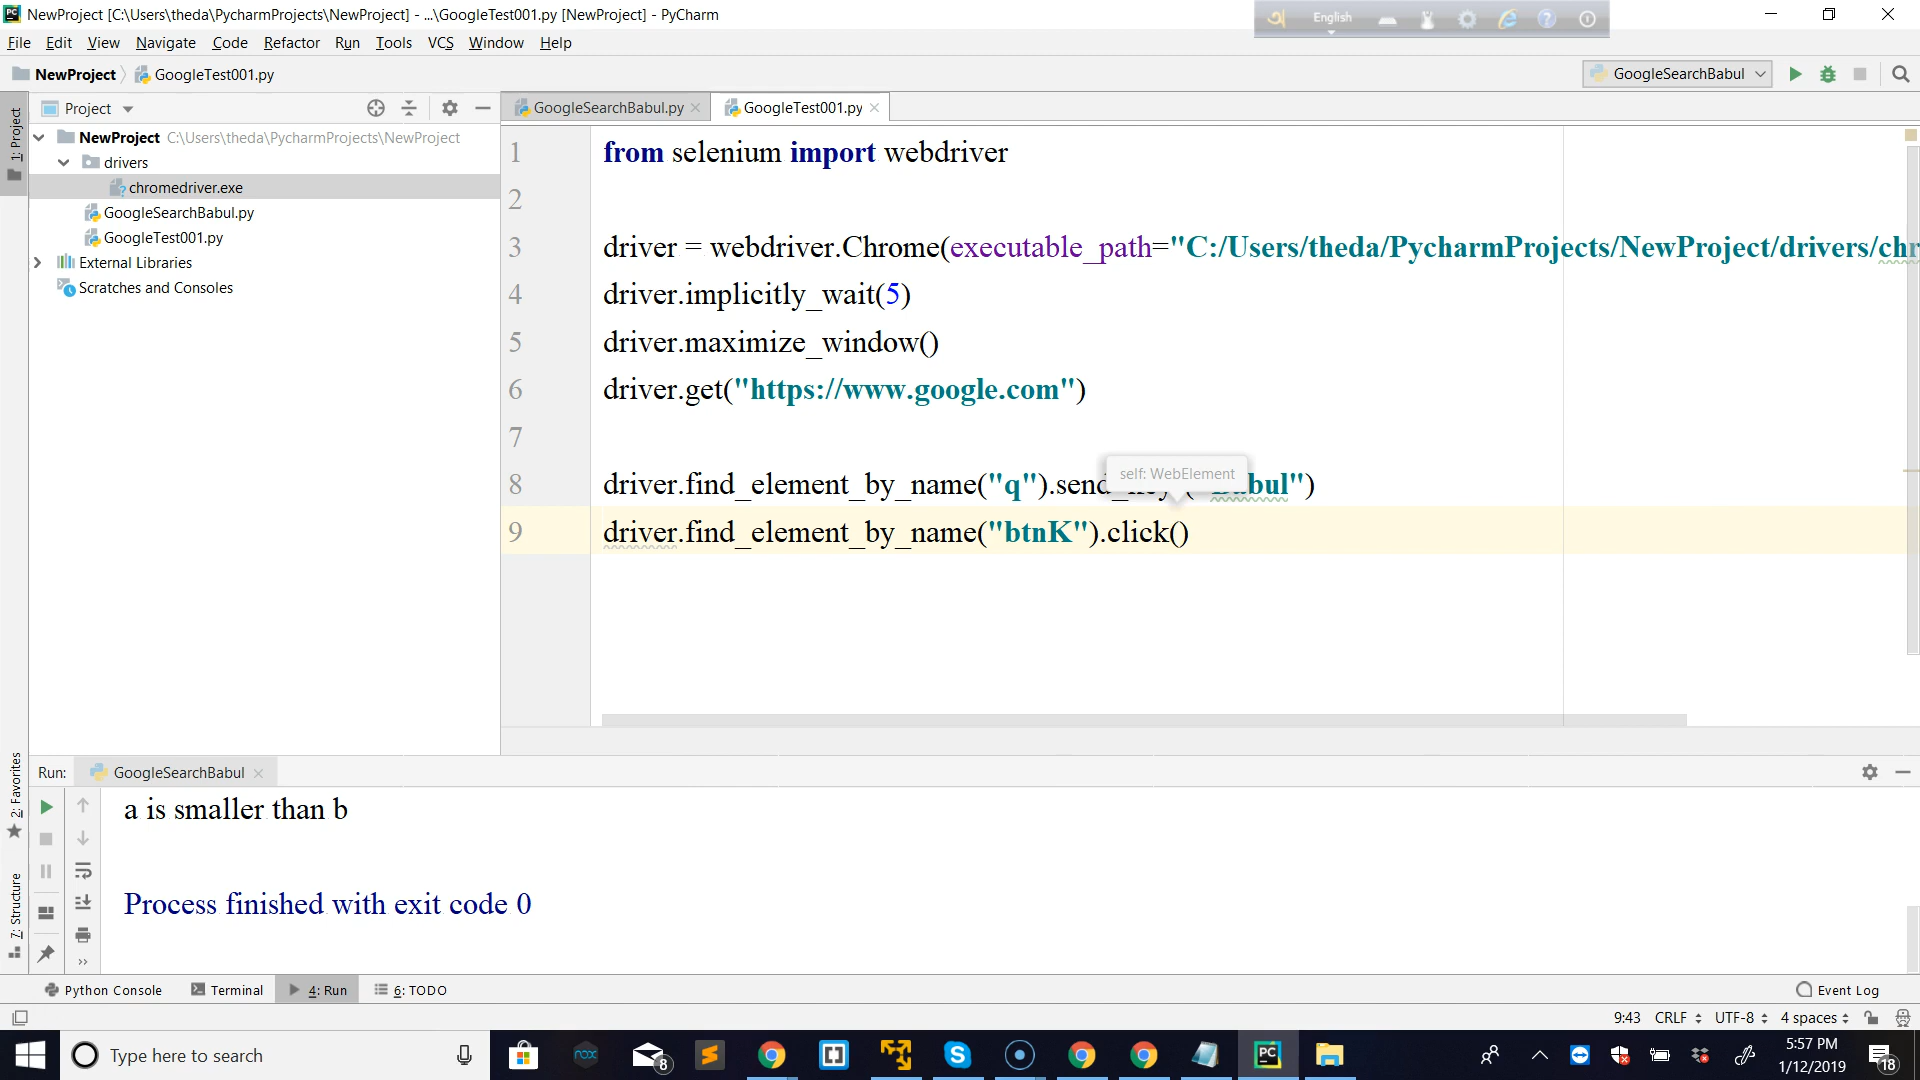 NewProject [C:\Users\theda\PycharmProjects\NewProject] - ...\GoogleTest001.py [NewProject] - PyCharm
English
File Edit View Navigate Code Refactor Run Tools VCS Window Help
NewProject GoogleTest001.py
GoogleSearchBabul
Project
GoogleSearchBabul.py
GoogleTest001.py
1: Project
NewProject C:\Users\theda\PycharmProjects\NewProject
drivers
chromedriver.exe
GoogleSearchBabul.py
GoogleTest001.py
External Libraries
Scratches and Consoles
1 from selenium import webdriver
2
3 driver = webdriver.Chrome(executable_path="C:/Users/theda/PycharmProjects/NewProject/drivers/chr
4 driver.implicitly_wait(5)
5 driver.maximize_window()
6 driver.get("https://www.google.com")
7
self: WebElement
8 driver.find_element_by_name("q").send bul")
9 driver.find_element_by_name("btnK").click()
2: Favorites
7: Structure
Run: GoogleSearchBabul
a is smaller than b
Process finished with exit code 0
Python Console Terminal 4: Run 6: TODO Event Log
9:43 CRLF UTF-8 4 spaces
Type here to search
nox
8
PC
5:57 PM
1/12/2019
18